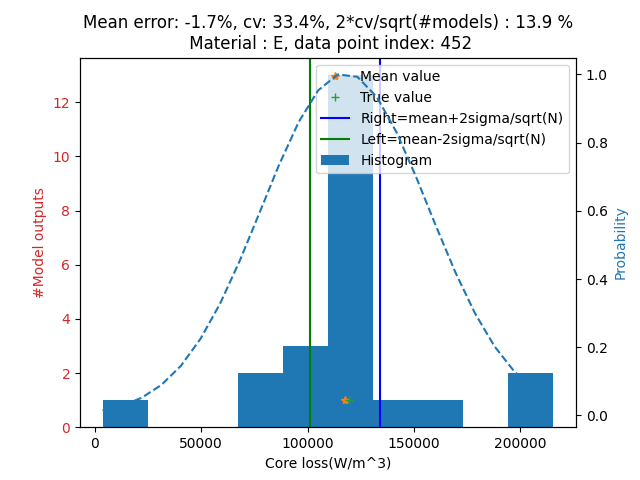 Mean error: -1.7%, cv: 33.4%, 2*cv/sqrt(#models) : 13.9 %
Material : E, data point index: 452
Mean value
True value
Right=mean+2sigma/sqrt(N)
Left=mean-2sigma/sqrt(N)
Histogram
#Model outputs
12
10
8
6
4
2
0
1.0
0.8
0.6
0.4
0.2
0.0
Probability
0
50000
100000
150000
200000
Core loss(W/m^3)